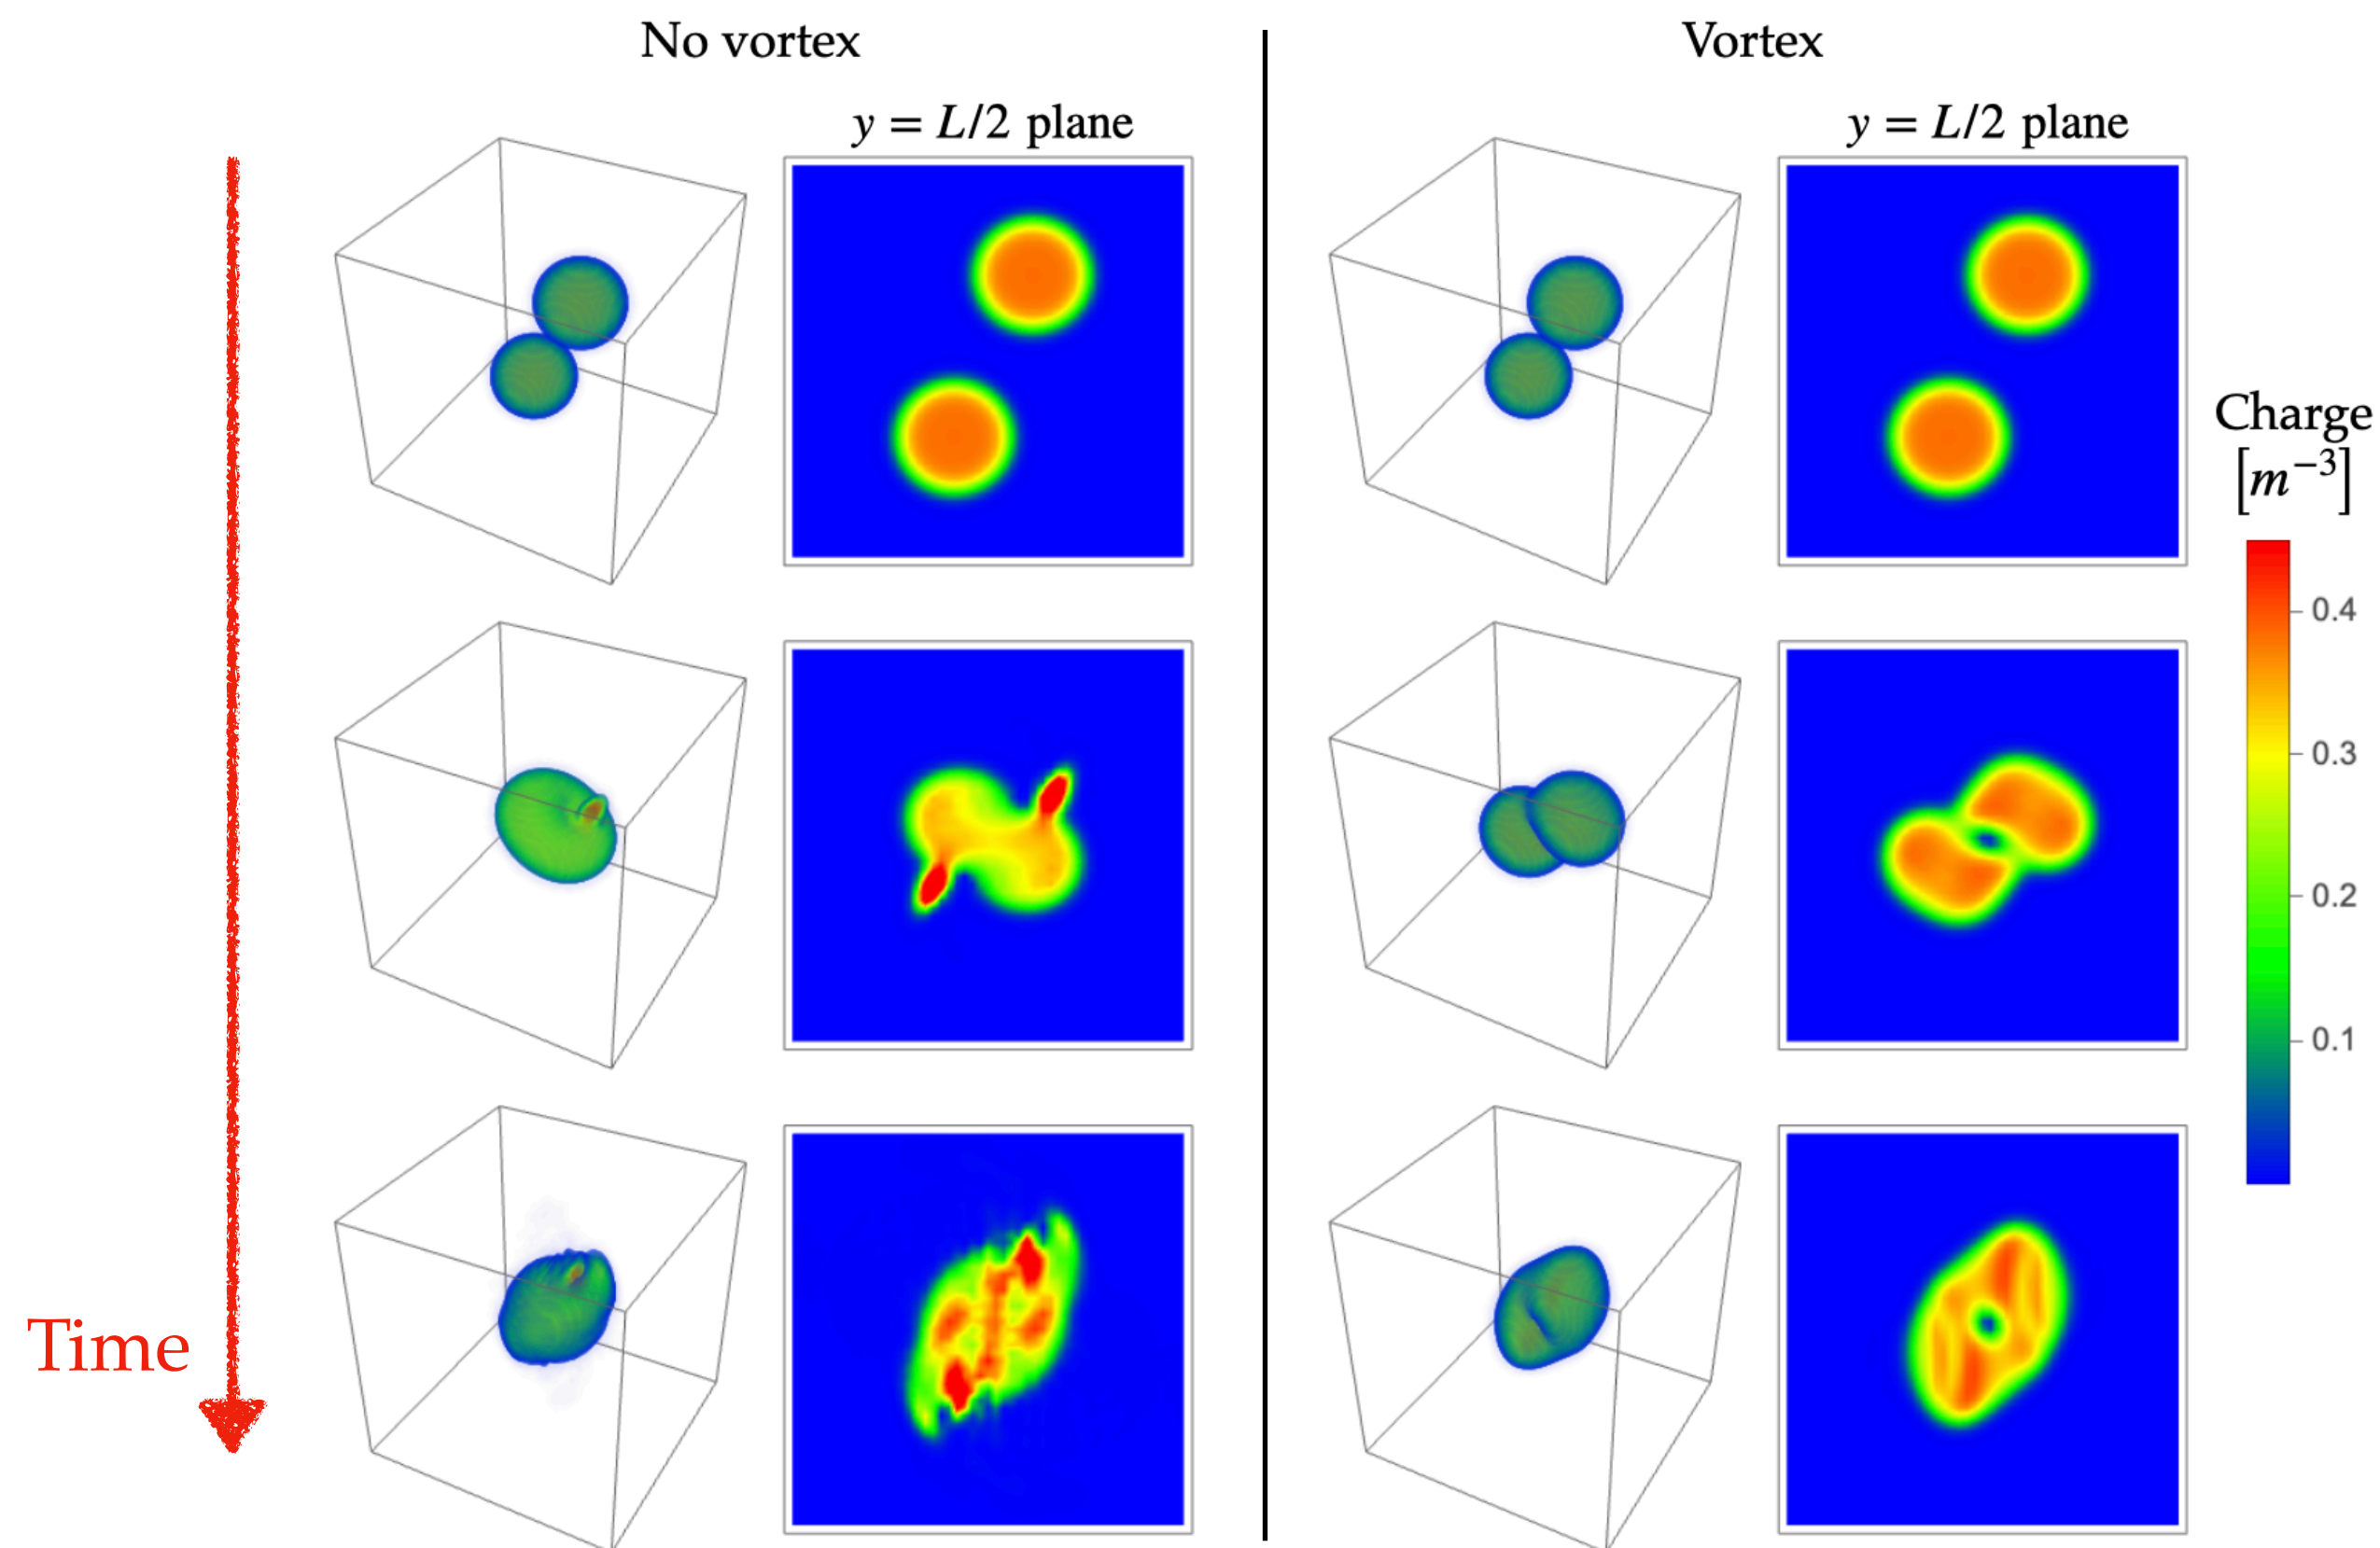 No vortex
Vortex
y = L/2 plane
y = L/2 plane
Charge
[m⁻³]
0.4
0.3
0.2
0.1
Time